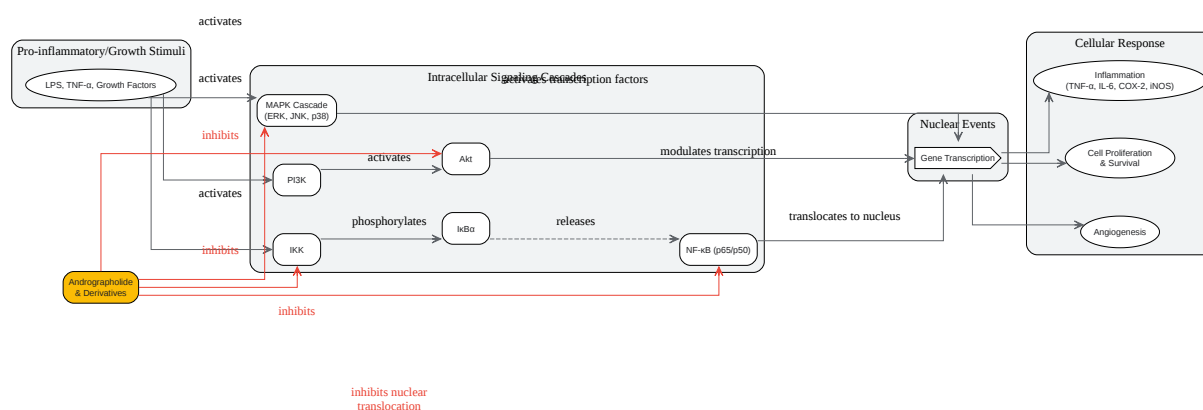 activates
Pro-inflammatory/Growth Stimuli
LPS, TNF-α, Growth Factors
activates
inhibits
activates
inhibits
Andrographolide
& Derivatives
inhibits
inhibits nuclear
translocation
Intracellular Signaling Cascades
activates transcription factors
MAPK Cascade
(ERK, JNK, p38)
PI3K
activates
Akt
modulates transcription
IKK
phosphorylates
IκBα
releases
NF-κB (p65/p50)
translocates to nucleus
Nuclear Events
Gene Transcription
Cellular Response
Inflammation
(TNF-α, IL-6, COX-2, iNOS)
Cell Proliferation
& Survival
Angiogenesis